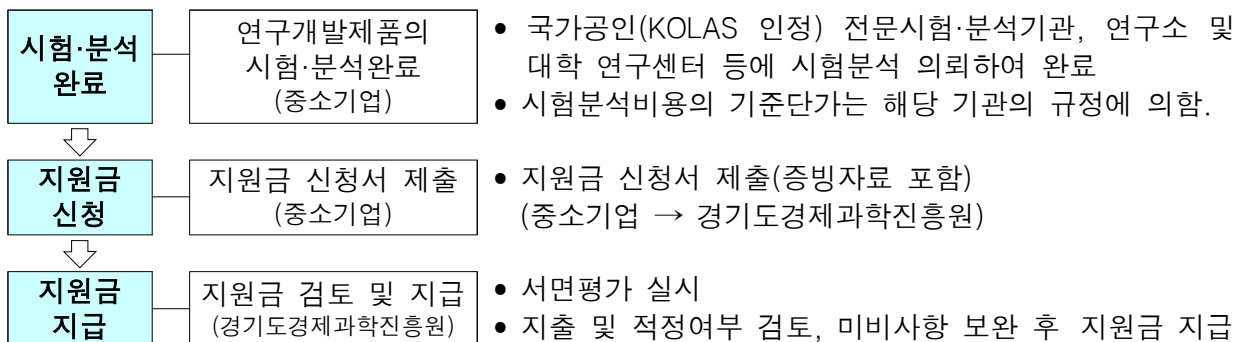 시험·분석
완료
연구개발제품의
시험·분석완료
(중소기업)
• 국가공인(KOLAS 인정) 전문시험·분석기관, 연구소 및
대학 연구센터 등에 시험분석 의뢰하여 완료
• 시험분석비용의 기준단가는 해당 기관의 규정에 의함.
지원금
신청
지원금 신청서 제출
(중소기업)
• 지원금 신청서 제출(증빙자료 포함)
(중소기업 → 경기도경제과학진흥원)
지원금
지급
지원금 검토 및 지급
(경기도경제과학진흥원)
• 서면평가 실시
• 지출 및 적정여부 검토, 미비사항 보완 후 지원금 지급